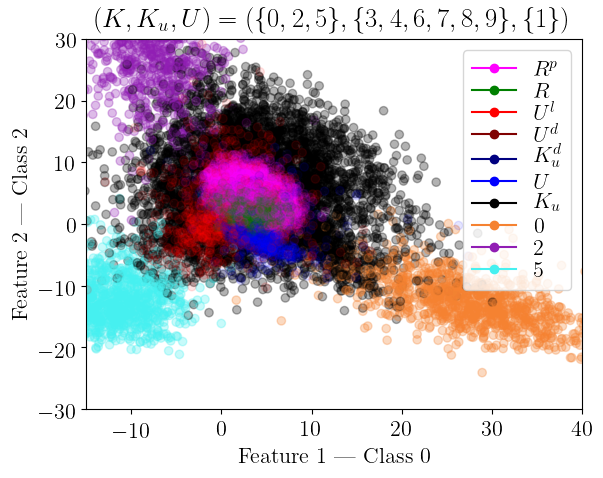 (K, K_u, U) = ({0, 2, 5}, {3, 4, 6, 7, 8, 9}, {1})
30
20
10
0
−10
−20
−30
Feature 2 — Class 2
−10
0
10
20
30
40
Feature 1 — Class 0
R^p
R
U^l
U^d
K_u^d
U
K_u
0
2
5